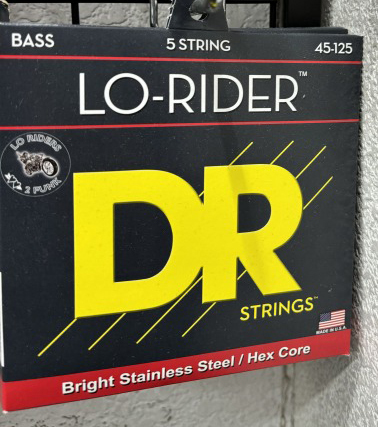 BASS 5 STRING 45-125
LO-RIDER™
LO RIDERS
2 PUNK
DR
STRINGS™
MADE IN U.S.A.
Bright Stainless Steel / Hex Core